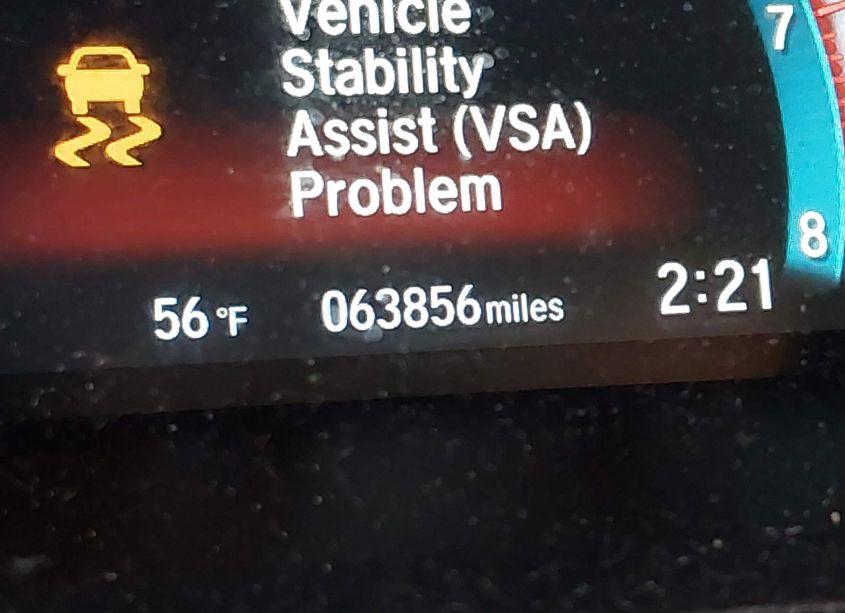 Vehicle
Stability
Assist (VSA)
Problem
7
8
56 °F 063856 miles 2:21